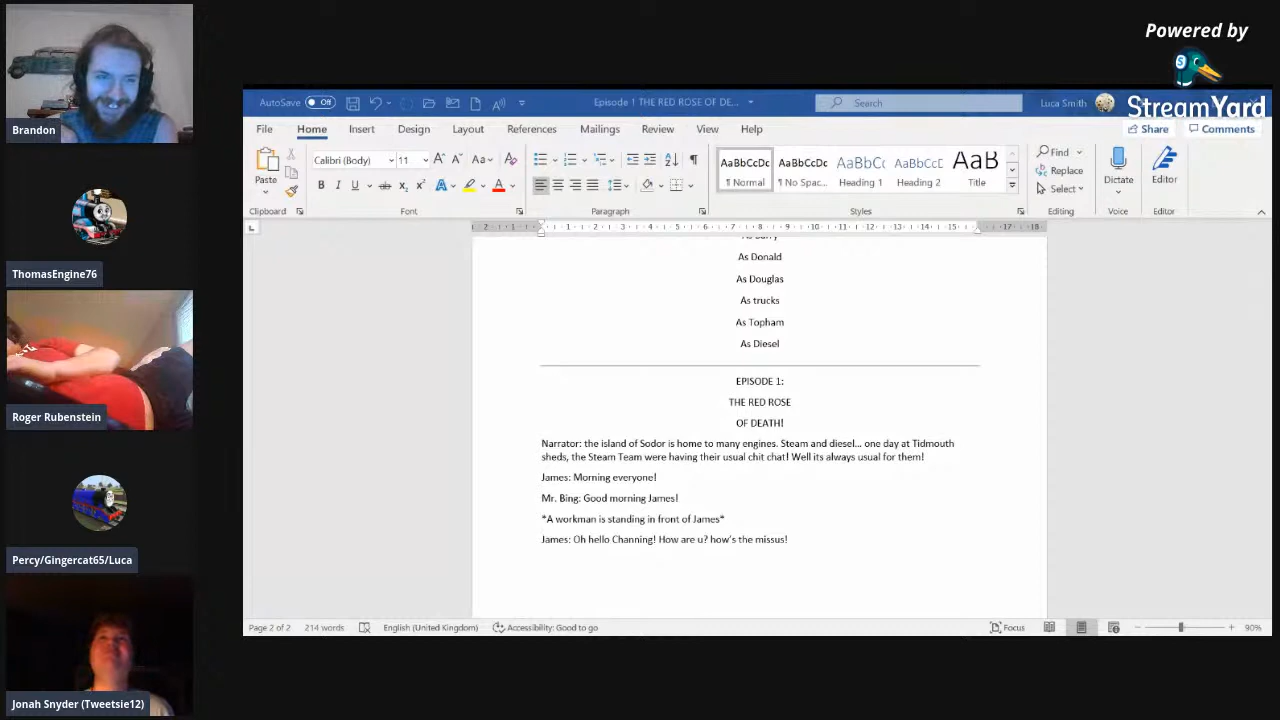 Powered by
StreamYard
Brandon
ThomasEngine76
Roger Rubenstein
Percy/Gingercat65/Luca
Jonah Snyder (Tweetsie12)
AutoSave Off
Episode 1 THE RED ROSE OF DE...
Search
Luca Smith
File Home Insert Design Layout References Mailings Review View Help
Share Comments
Paste
Calibri (Body) 11
AaBbCcDc AaBbCcDc AaBbCc AaBbCcD AaB
Normal No Spac... Heading 1 Heading 2 Title
Find
Replace
Select
Dictate
Editor
Clipboard Font Paragraph Styles Editing Voice Editor
As Donald
As Douglas
As trucks
As Topham
As Diesel
EPISODE 1:
THE RED ROSE
OF DEATH!
Narrator: the island of Sodor is home to many engines. Steam and diesel... one day at Tidmouth
sheds, the Steam Team were having their usual chit chat! Well its always usual for them!
James: Morning everyone!
Mr. Bing: Good morning James!
*A workman is standing in front of James*
James: Oh hello Channing! How are u? how's the missus!
Page 2 of 2 214 words English (United Kingdom) Accessibility: Good to go Focus 90%